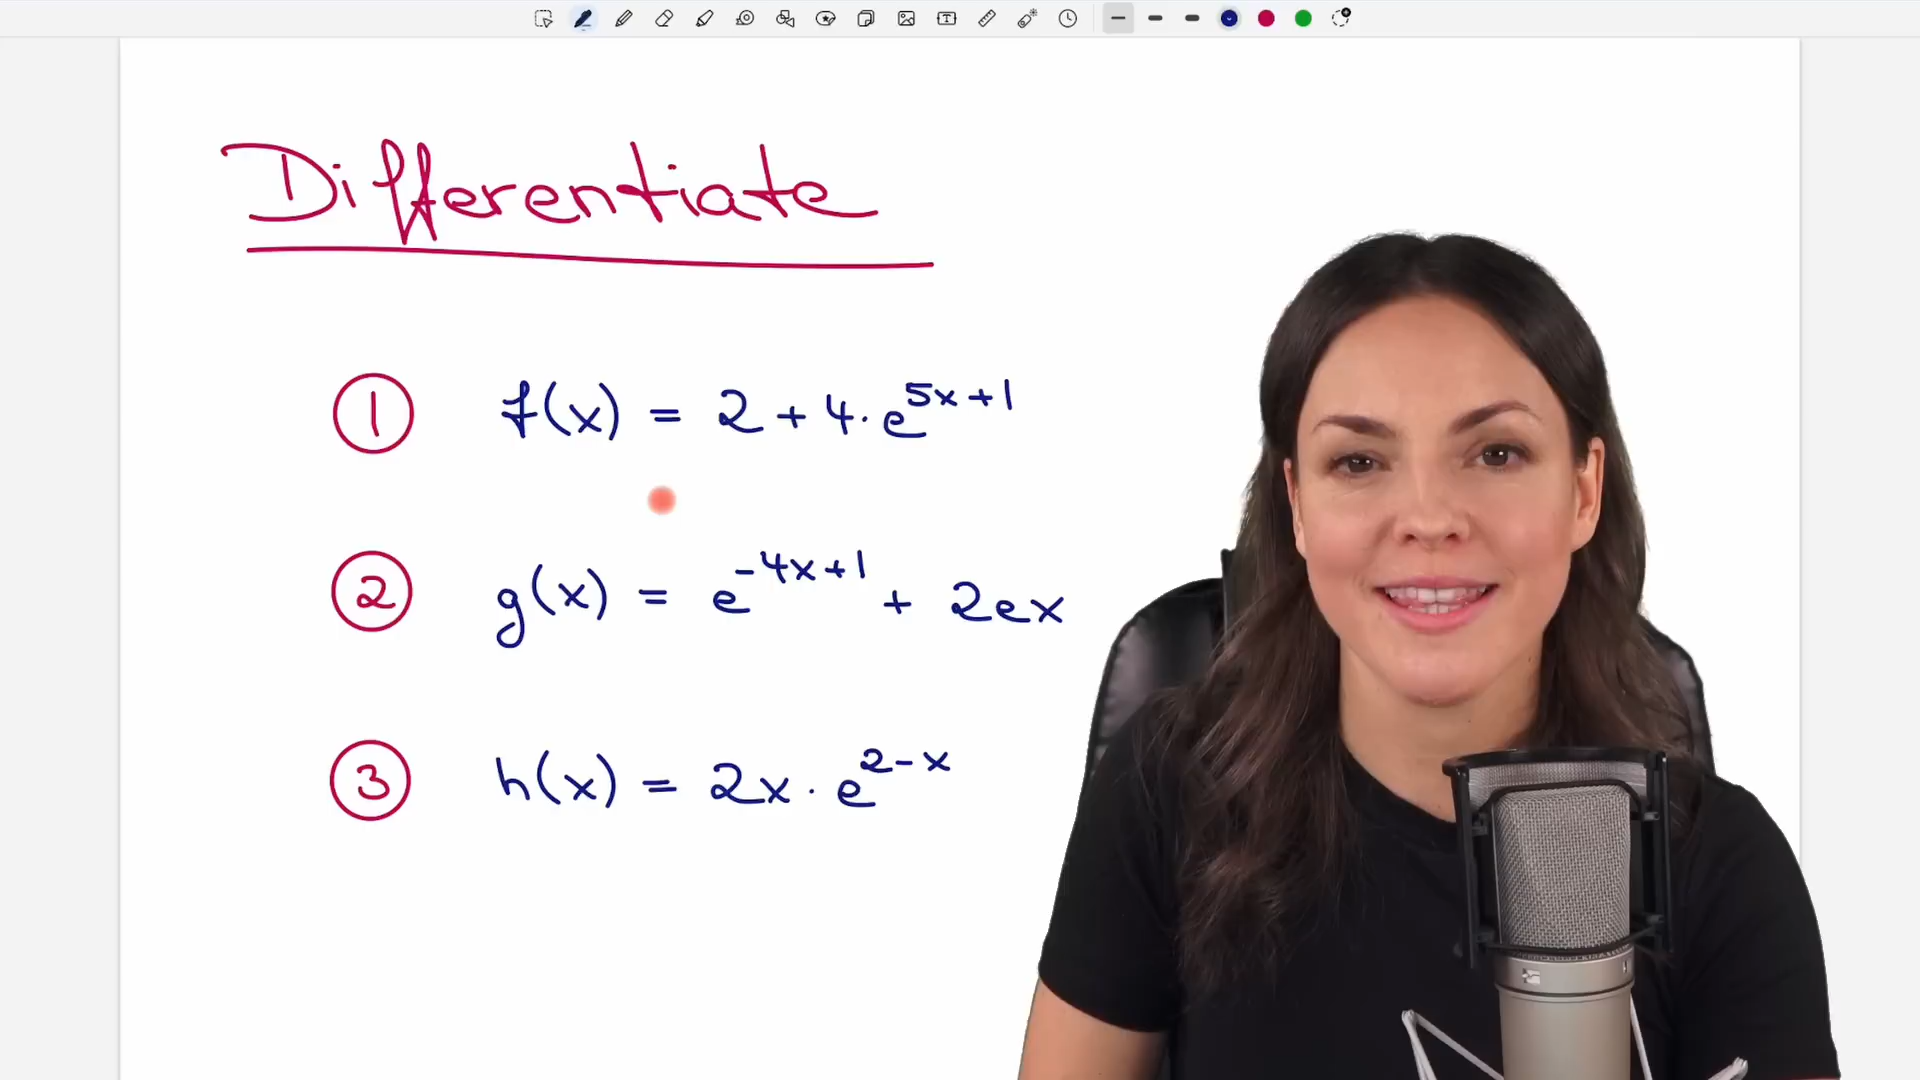 Differentiate
① f(x) = 2 + 4 · e^{5x+1}
② g(x) = e^{-4x+1} + 2ex
③ h(x) = 2x · e^{2-x}